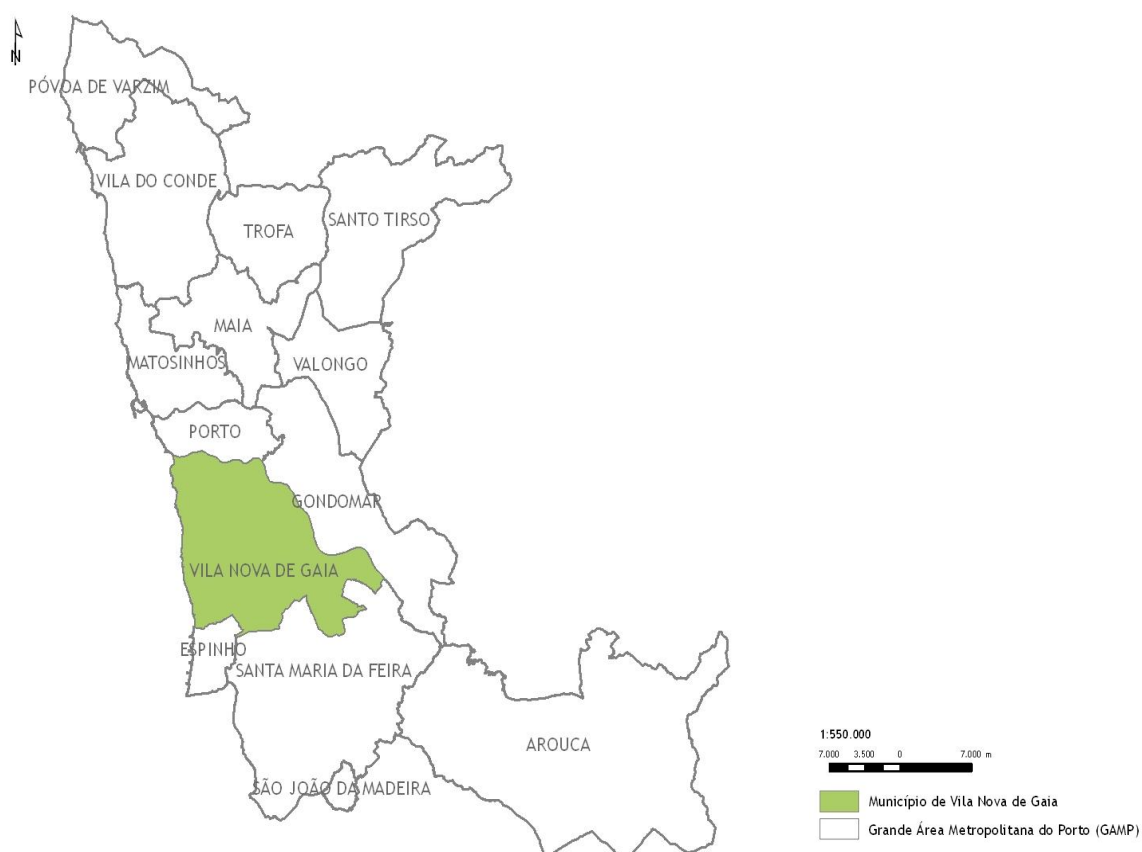 N
PÓVOA DE VARZIM
VILA DO CONDE
TROFA
SANTO TIRSO
MAIA
MATOSINHOS
VALONGO
PORTO
GONDOMAR
VILA NOVA DE GAIA
ESPINHO
SANTA MARIA DA FEIRA
AROUCA
SÃO JOÃO DA MADEIRA
1:550.000
7.000 3.500 0 7.000 m
Município de Vila Nova de Gaia
Grande Área Metropolitana do Porto (GAMP)